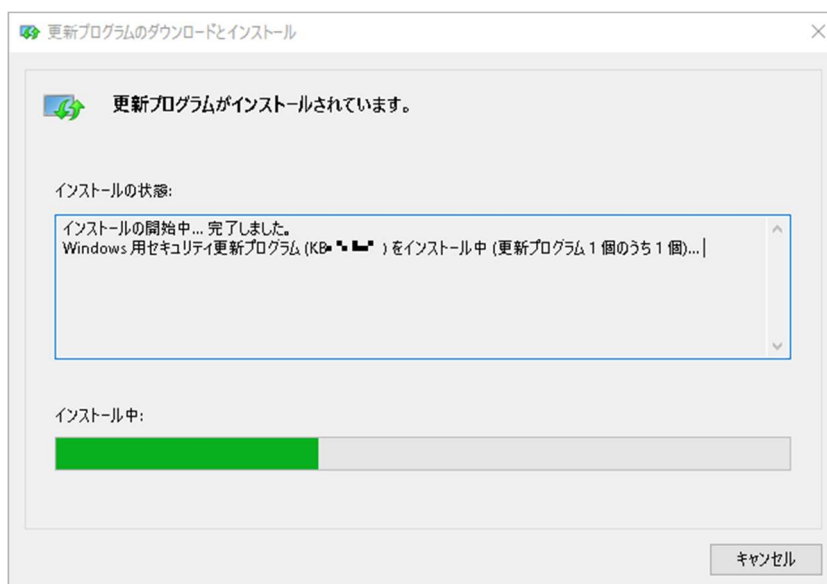 更新プログラムのダウンロードとインストール
更新プログラムがインストールされています。
インストールの状態:
インストールの開始中... 完了しました。
Windows 用セキュリティ更新プログラム (KB ) をインストール中 (更新プログラム 1 個のうち 1 個)...
インストール中:
キャンセル